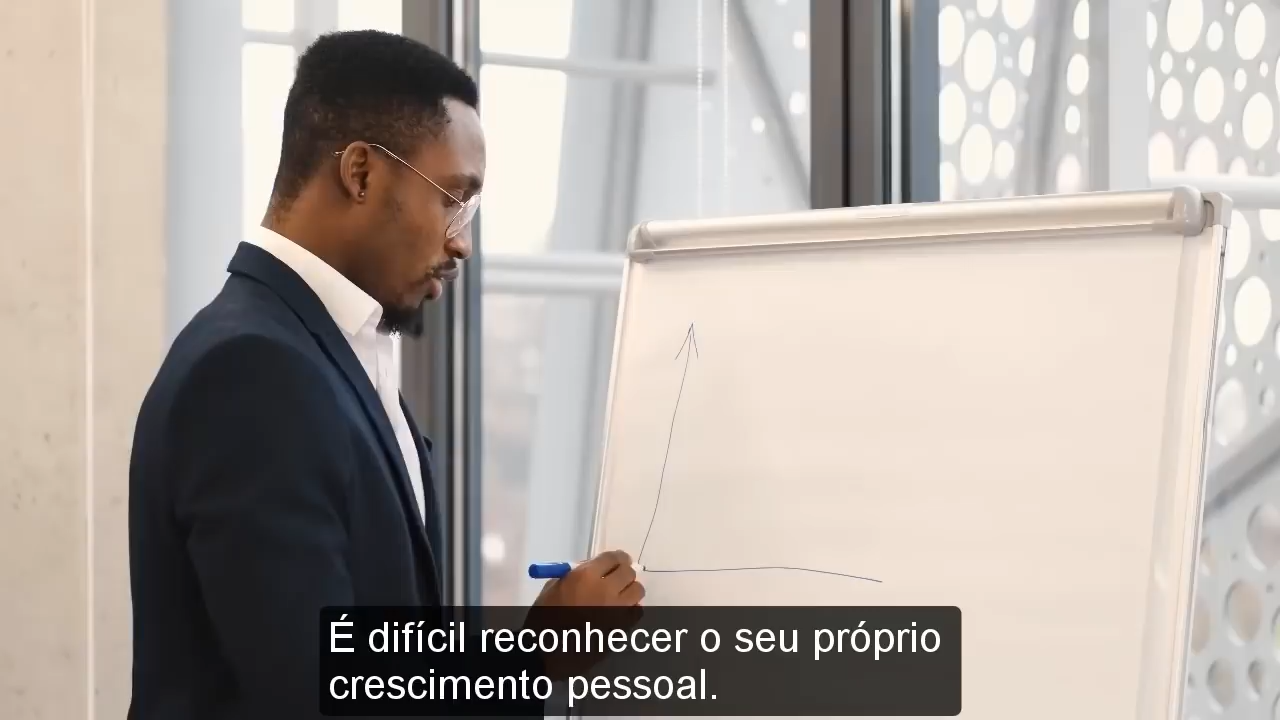 É difícil reconhecer o seu próprio
crescimento pessoal.